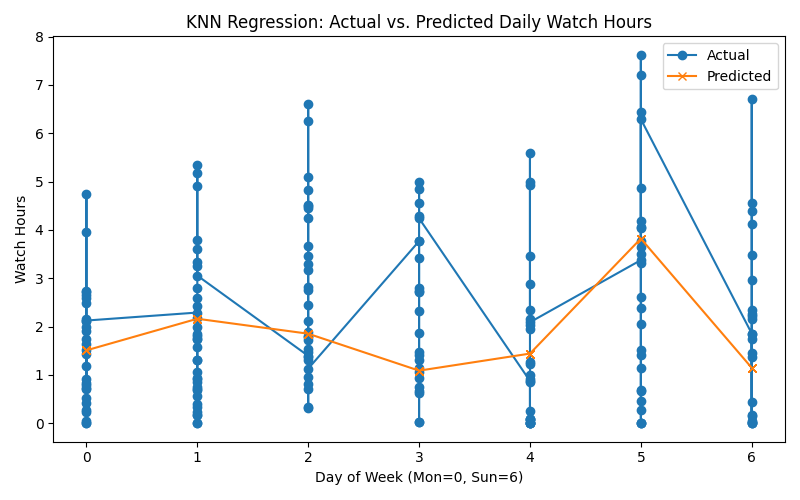 KNN Regression: Actual vs. Predicted Daily Watch Hours
Actual
Predicted
Watch Hours
8
7
6
5
4
3
2
1
0
0 1 2 3 4 5 6
Day of Week (Mon=0, Sun=6)